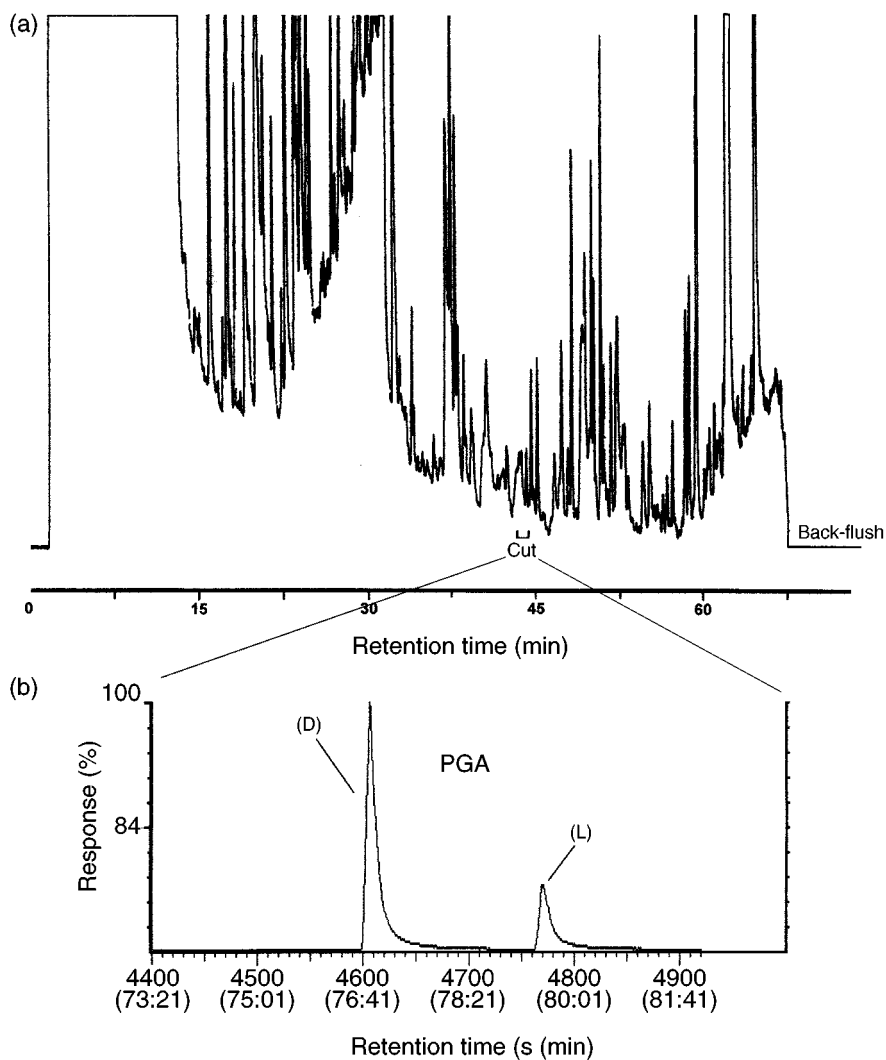 (a)
Back-flush
Cut
0 15 30 45 60
Retention time (min)
(b)
100
84
Response (%)
(D)
PGA
(L)
4400 4500 4600 4700 4800 4900
(73:21) (75:01) (76:41) (78:21) (80:01) (81:41)
Retention time (s (min)